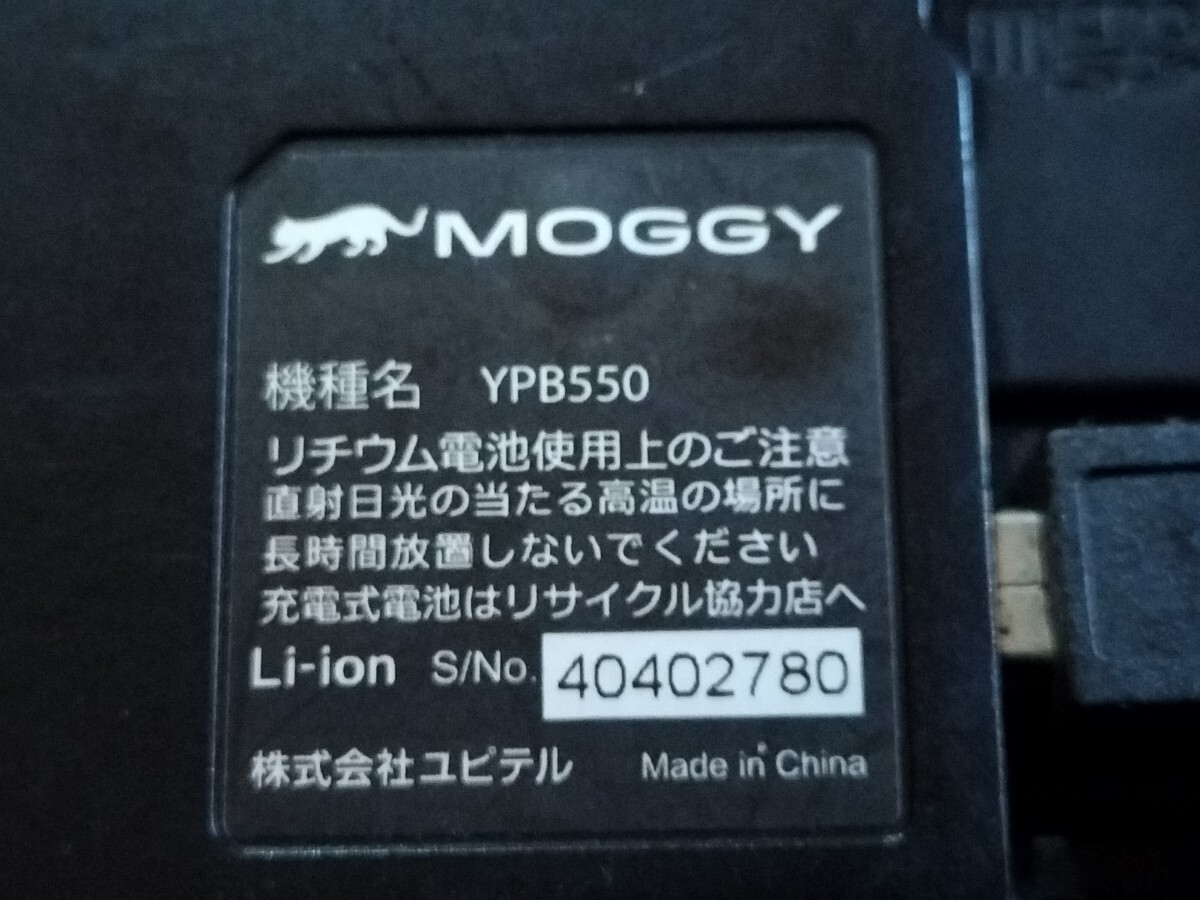 MOGGY
機種名 YPB550
リチウム電池使用上のご注意
直射日光の当たる高温の場所に
長時間放置しないでください
充電式電池はリサイクル協力店へ
Li-ion S/No. 40402780
株式会社ユピテル Made in China